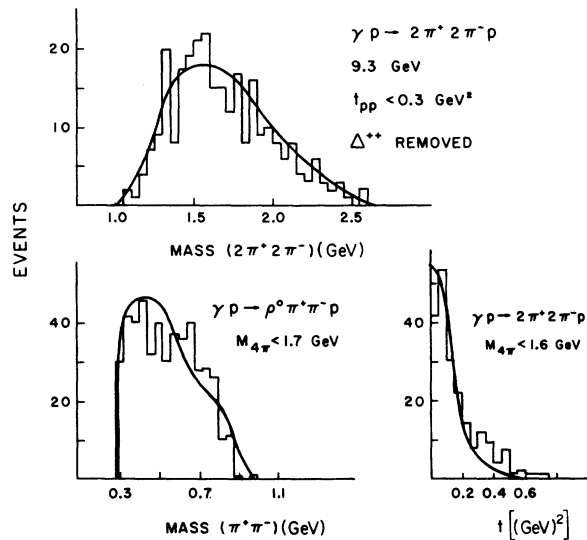 20
10
γ p → 2π⁺ 2π⁻ p
9.3 GeV
t_pp < 0.3 GeV²
Δ⁺⁺ REMOVED
1.0 1.5 2.0 2.5
MASS (2π⁺2π⁻)(GeV)
EVENTS
40
20
γ p → ρ⁰ π⁺π⁻ p
M_4π < 1.7 GeV
0.3 0.7 1.1
MASS (π⁺π⁻)(GeV)
40
20
γ p → 2π⁺2π⁻p
M_4π < 1.6 GeV
0.2 0.4 0.6
t [(GeV)²]